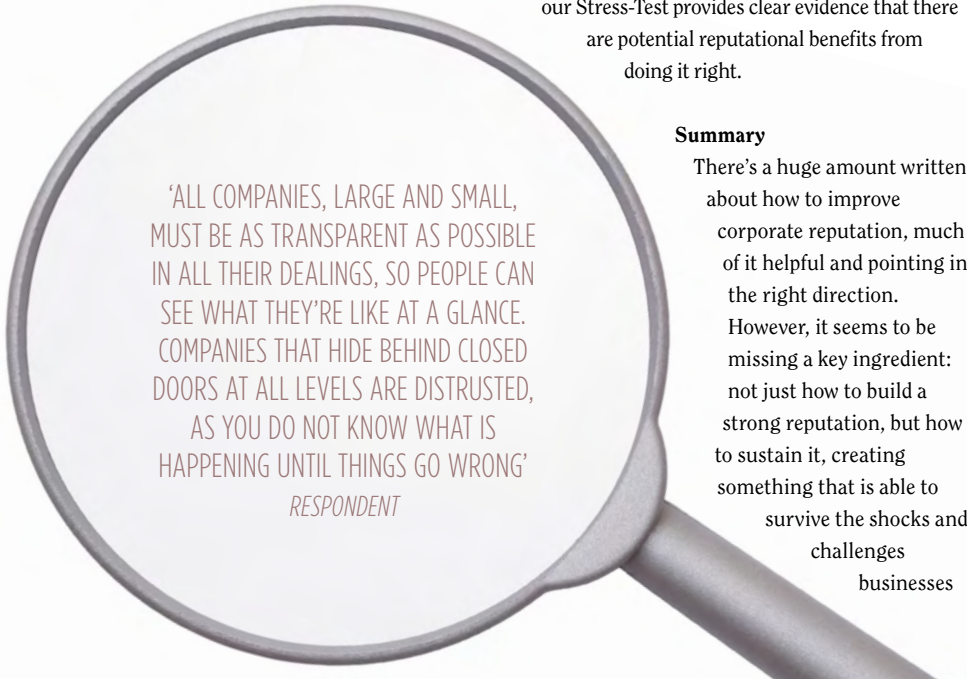 our Stress-Test provides clear evidence that there
are potential reputational benefits from
doing it right.
Summary
There’s a huge amount written
about how to improve
corporate reputation, much
of it helpful and pointing in
the right direction.
However, it seems to be
missing a key ingredient:
not just how to build a
strong reputation, but how
to sustain it, creating
something that is able to
survive the shocks and
challenges
businesses
‘ALL COMPANIES, LARGE AND SMALL,
MUST BE AS TRANSPARENT AS POSSIBLE
IN ALL THEIR DEALINGS, SO PEOPLE CAN
SEE WHAT THEY’RE LIKE AT A GLANCE.
COMPANIES THAT HIDE BEHIND CLOSED
DOORS AT ALL LEVELS ARE DISTRUSTED,
AS YOU DO NOT KNOW WHAT IS
HAPPENING UNTIL THINGS GO WRONG’
RESPONDENT